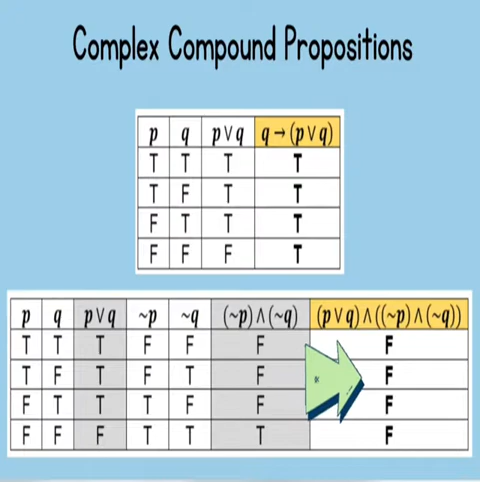 Complex Compound Propositions
p q p ∨ q q → (p ∨ q)
T T T T
T F T T
F T T T
F F F T
p q p ∨ q ~p ~q (~p) ∧ (~q) (p ∨ q) ∧ ((~p) ∧ (~q))
T T T F F F F
T F T F T F F
F T T T F F F
F F F T T T F